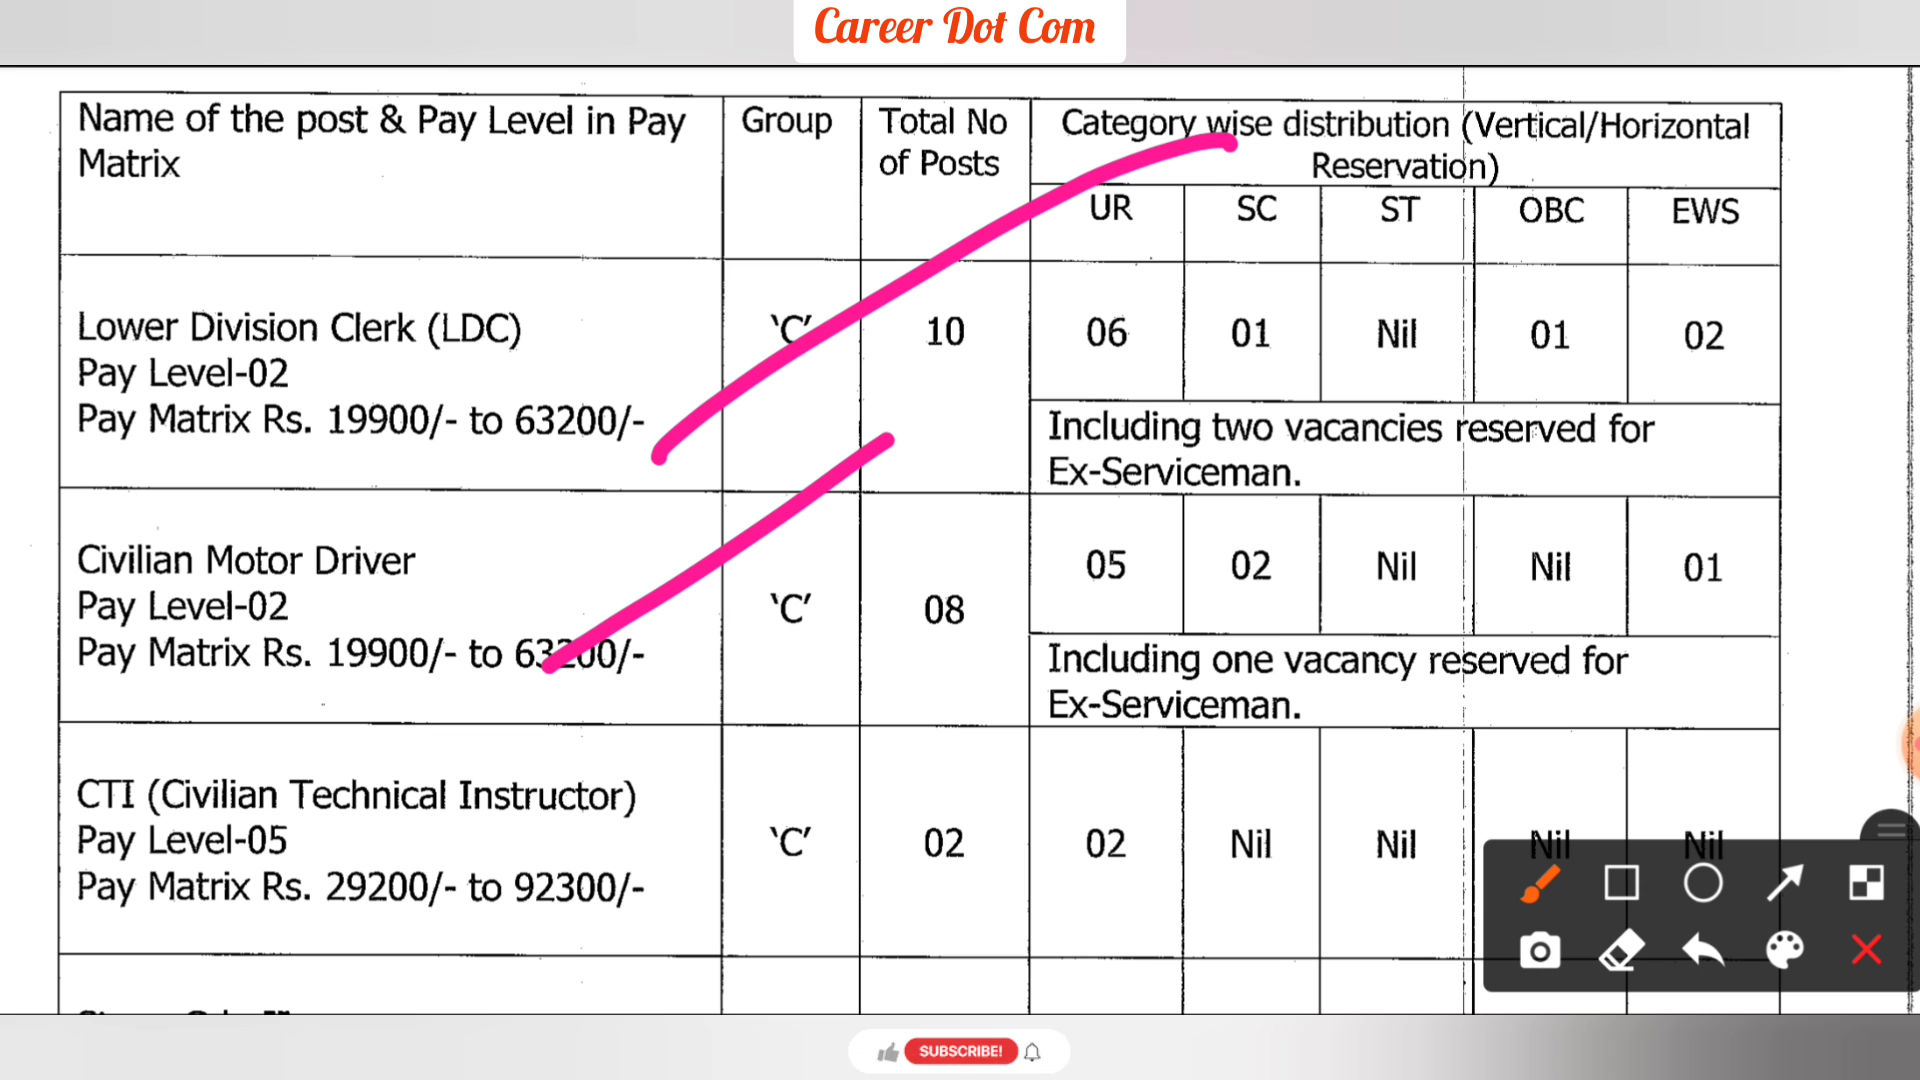 Career Dot Com
Name of the post & Pay Level in Pay
Matrix
Group
Total No
of Posts
Category wise distribution (Vertical/Horizontal
Reservation)
UR SC ST OBC EWS
Lower Division Clerk (LDC)
Pay Level-02
Pay Matrix Rs. 19900/- to 63200/-
'C'
10
06 01 Nil 01 02
Including two vacancies reserved for
Ex-Serviceman.
Civilian Motor Driver
Pay Level-02
Pay Matrix Rs. 19900/- to 63200/-
'C'
08
05 02 Nil Nil 01
Including one vacancy reserved for
Ex-Serviceman.
CTI (Civilian Technical Instructor)
Pay Level-05
Pay Matrix Rs. 29200/- to 92300/-
'C'
02
02 Nil Nil Nil Nil
SUBSCRIBE!